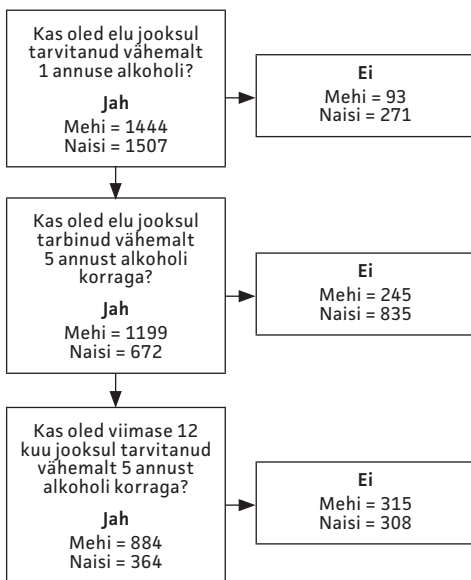 Kas oled elu jooksul
tarvitanud vähemalt
1 annuse alkoholi?
Jah
Mehi = 1444
Naisi = 1507
Ei
Mehi = 93
Naisi = 271
Kas oled elu jooksul
tarbinud vähemalt
5 annust alkoholi
korraga?
Jah
Mehi = 1199
Naisi = 672
Ei
Mehi = 245
Naisi = 835
Kas oled viimase 12
kuu jooksul tarvitanud
vähemalt 5 annust
alkoholi korraga?
Jah
Mehi = 884
Naisi = 364
Ei
Mehi = 315
Naisi = 308